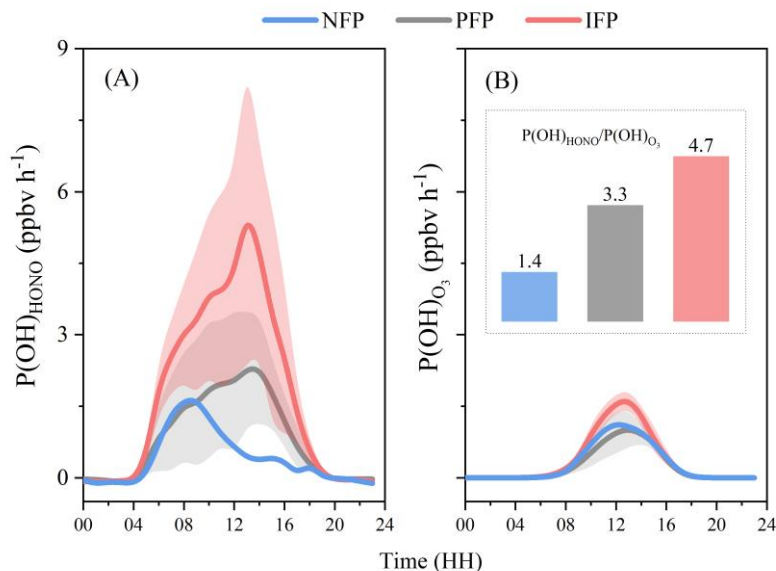 NFP PFP IFP
(A)
(B)
P(OH)HONO (ppbv h-1)
9
6
3
0
00 04 08 12 16 20 24
P(OH)O3 (ppbv h-1)
P(OH)HONO/P(OH)O3
1.4
3.3
4.7
00 04 08 12 16 20 24
Time (HH)